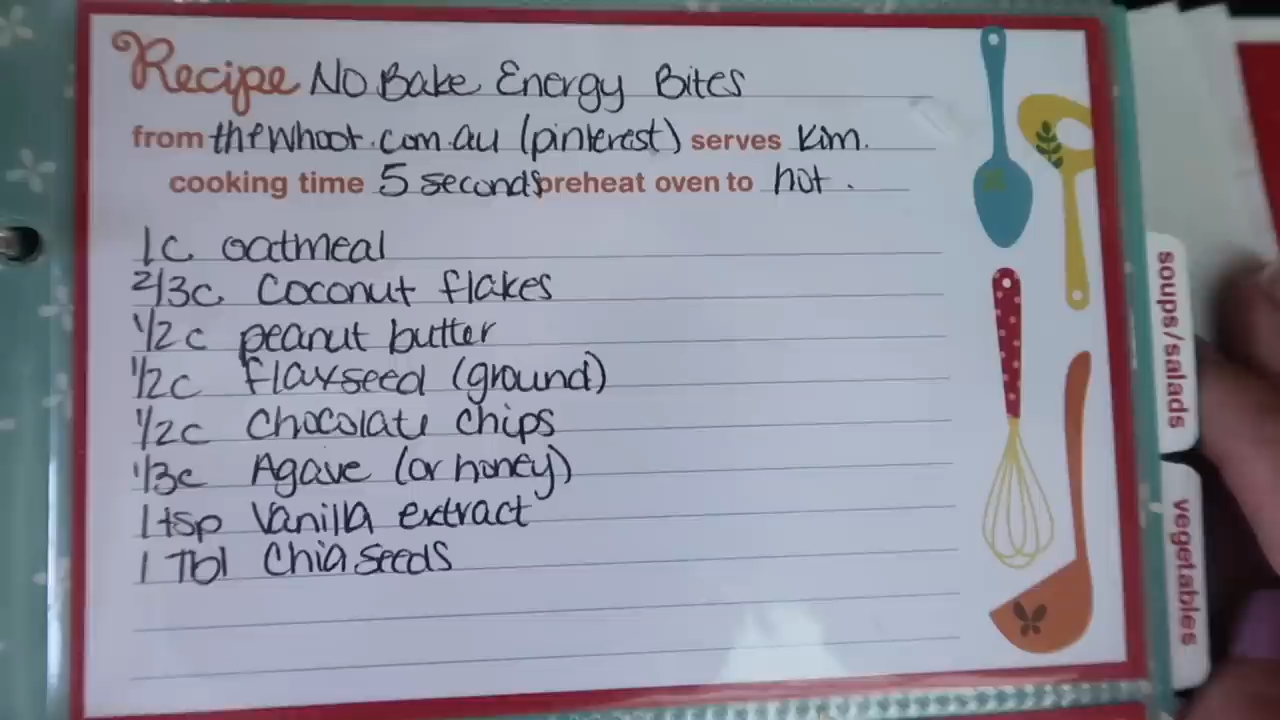 Recipe No Bake Energy Bites
from thewhoot.com.au (pinterest) serves Kim.
cooking time 5 seconds preheat oven to hot.
1c oatmeal
2/3c coconut flakes
1/2c peanut butter
1/2c flaxseed (ground)
1/2c chocolate chips
1/3c Agave (or honey)
1 tsp Vanilla extract
1 Tbl Chia seeds
soups/salads
vegetables